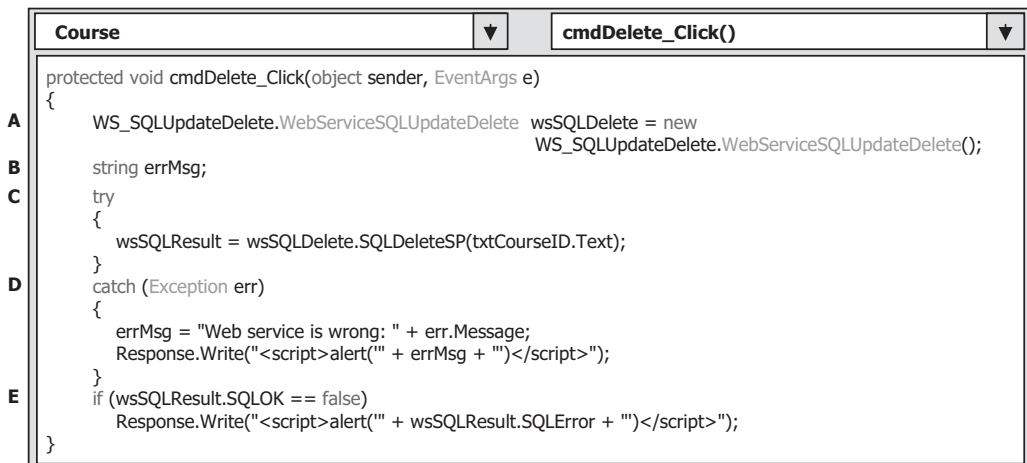 Course cmdDelete_Click()
protected void cmdDelete_Click(object sender, EventArgs e)
{
A WS_SQLUpdateDelete.WebServiceSQLUpdateDelete wsSQLDelete = new
WS_SQLUpdateDelete.WebServiceSQLUpdateDelete();
B string errMsg;
C try
{
wsSQLResult = wsSQLDelete.SQLDeleteSP(txtCourseID.Text);
}
D catch (Exception err)
{
errMsg = "Web service is wrong: " + err.Message;
Response.Write("<script>alert('" + errMsg + "')</script>");
}
E if (wsSQLResult.SQLOK == false)
Response.Write("<script>alert('" + wsSQLResult.SQLError + "')</script>");
}